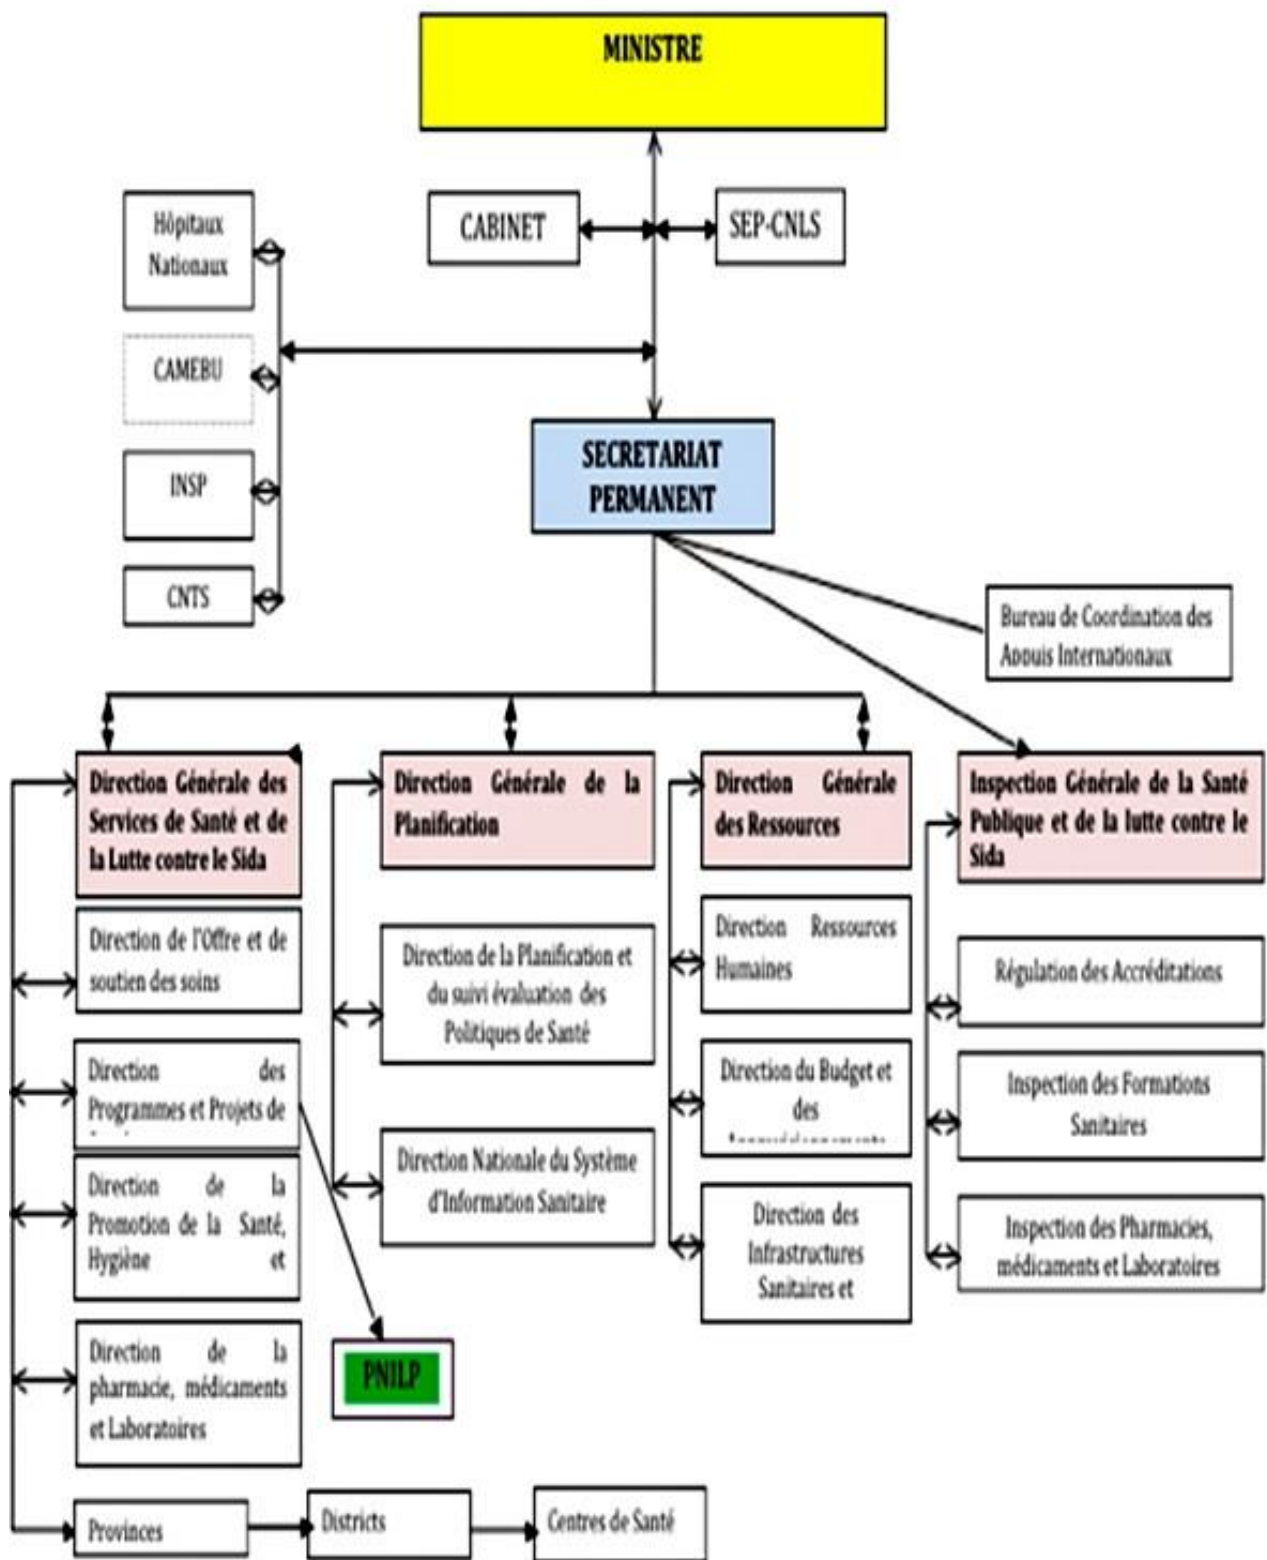 MINISTRE
CABINET
SEP-CNLS
Hôpitaux
Nationaux
CAMEBU
INSP
CNTS
SECRETARIAT
PERMANENT
Bureau de Coordination des
Appuis Internationaux
Direction Générale des
Services de Santé et de
la Lutte contre le Sida
Direction de l'Offre et de
soutien des soins
Direction des
Programmes et Projets de
Direction de la
Promotion de la Santé,
Hygiène et
Direction de la
pharmacie, médicaments
et Laboratoires
Direction Générale de la
Planification
Direction de la Planification et
du suivi évaluation des
Politiques de Santé
Direction Nationale du Système
d'Information Sanitaire
PNILP
Direction Générale
des Ressources
Direction Ressources
Humaines
Direction du Budget et
des
Direction des
Infrastructures
Sanitaires et
Inspection Générale de la Santé
Publique et de la lutte contre le
Sida
Régulation des Accréditations
Inspection des Formations
Sanitaires
Inspection des Pharmacies,
médicaments et Laboratoires
Provinces
Districts
Centres de Santé